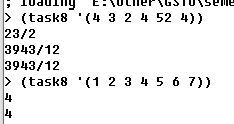 ; loading "E:\Other\GSTU\seme
> (task8 '(4 3 2 4 52 4))
23/2
3943/12
3943/12
> (task8 '(1 2 3 4 5 6 7))
4
4